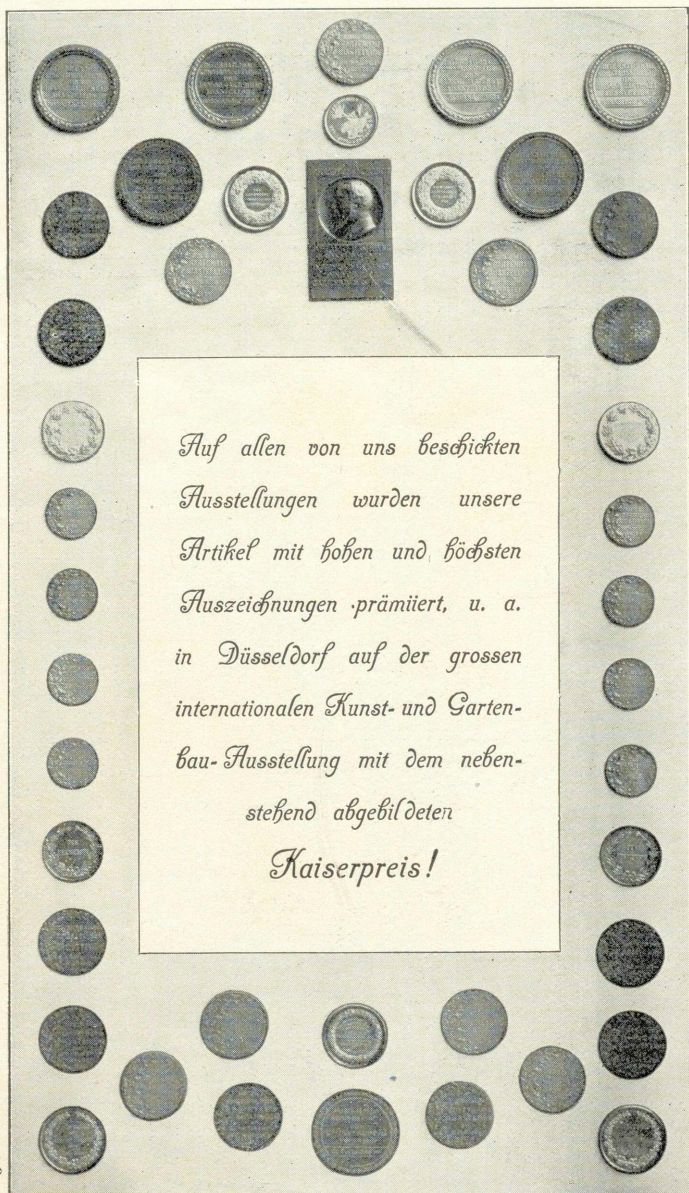 Auf allen von uns beschickten
Ausstellungen wurden unsere
Artikel mit hohen und höchsten
Auszeichnungen prämiiert, u. a.
in Düsseldorf auf der grossen
internationalen Kunst- und Garten-
bau-Ausstellung mit dem neben-
stehend abgebildeten
Kaiserpreis!